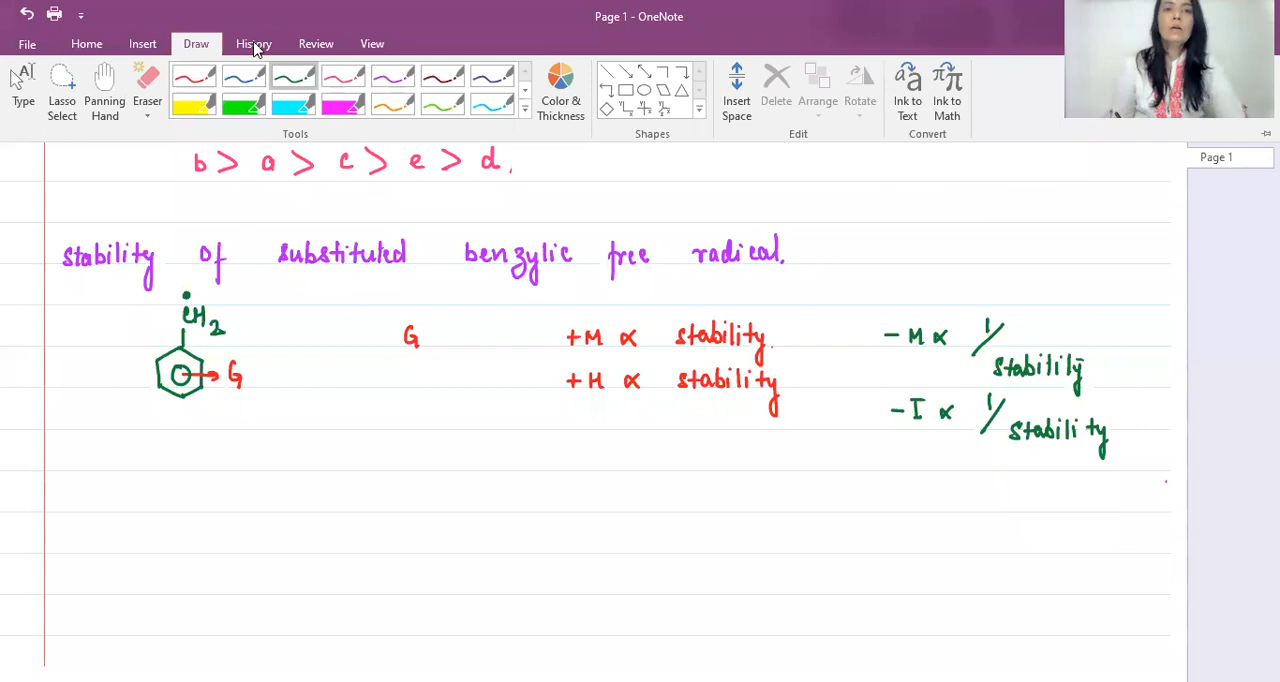 Page 1 - OneNote
File Home Insert Draw History Review View
Type Lasso Select Panning Hand Eraser Color & Thickness Insert Space Delete Arrange Rotate Ink to Text Ink to Math
Tools Shapes Edit Convert
Page 1
b > a > c > e > d.
stability of substituted benzylic free radical.
ĊH2
G
G +M ∝ stability.
+H ∝ stability
-M ∝ 1/stability
-I ∝ 1/stability